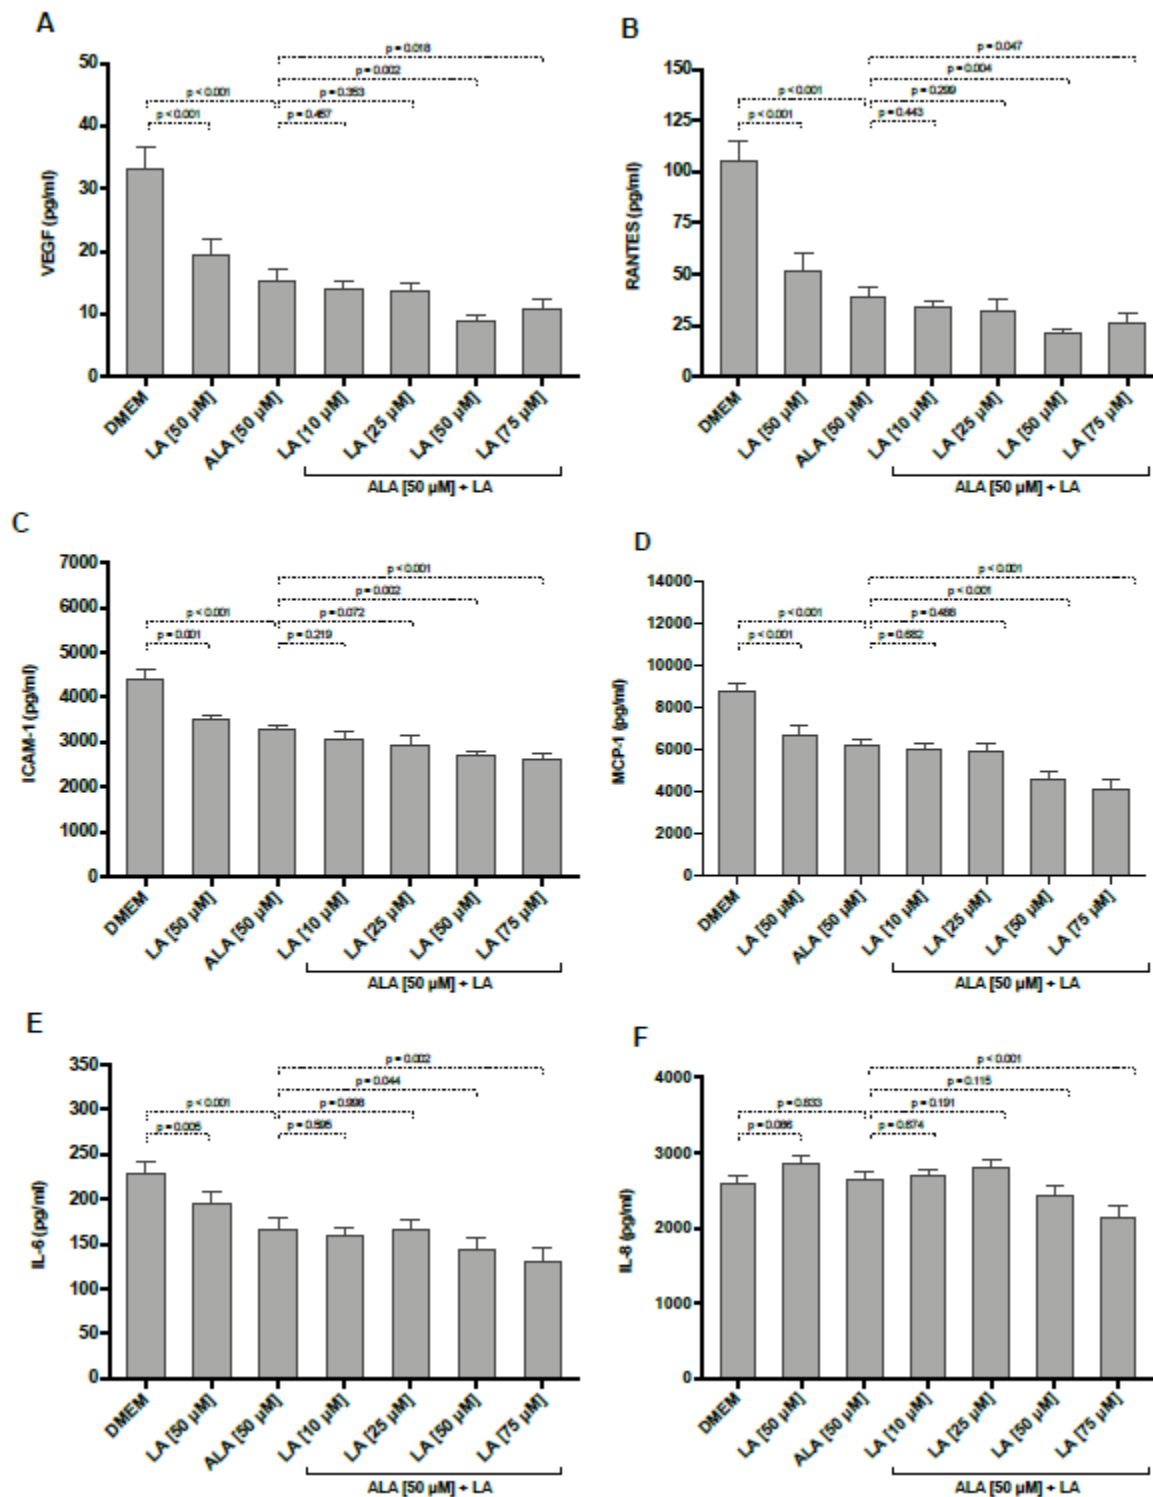 A
p = 0.018
p = 0.002
p < 0.001
p = 0.353
p < 0.001
p = 0.457
VEGF (pg/ml)
50
40
30
20
10
0
DMEM
LA [50 µM]
ALA [50 µM]
LA [10 µM]
LA [25 µM]
LA [50 µM]
LA [75 µM]
ALA [50 µM] + LA
B
p = 0.047
p = 0.004
p < 0.001
p = 0.299
p < 0.001
p = 0.443
RANTES (pg/ml)
150
125
100
75
50
25
0
DMEM
LA [50 µM]
ALA [50 µM]
LA [10 µM]
LA [25 µM]
LA [50 µM]
LA [75 µM]
ALA [50 µM] + LA
C
p < 0.001
p = 0.002
p < 0.001
p = 0.072
p = 0.001
p = 0.219
ICAM-1 (pg/ml)
7000
6000
5000
4000
3000
2000
1000
0
DMEM
LA [50 µM]
ALA [50 µM]
LA [10 µM]
LA [25 µM]
LA [50 µM]
LA [75 µM]
ALA [50 µM] + LA
D
p < 0.001
p < 0.001
p < 0.001
p < 0.001
MCP-1 (pg/ml)
14000
12000
10000
8000
6000
4000
2000
0
DMEM
LA [50 µM]
ALA [50 µM]
LA [10 µM]
LA [25 µM]
LA [50 µM]
LA [75 µM]
ALA [50 µM] + LA
E
p = 0.002
p = 0.044
p < 0.001
p = 0.005
p = 0.595
IL-6 (pg/ml)
350
300
250
200
150
100
50
0
DMEM
LA [50 µM]
ALA [50 µM]
LA [10 µM]
LA [25 µM]
LA [50 µM]
LA [75 µM]
ALA [50 µM] + LA
F
p < 0.001
p = 0.115
p = 0.191
IL-8 (pg/ml)
4000
3000
2000
1000
0
DMEM
LA [50 µM]
ALA [50 µM]
LA [10 µM]
LA [25 µM]
LA [50 µM]
LA [75 µM]
ALA [50 µM] + LA